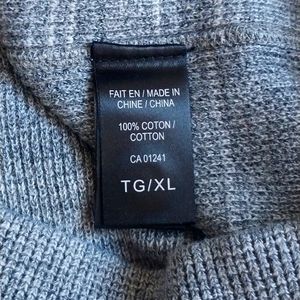 FAIT EN / MADE IN
CHINE / CHINA
100% COTON /
COTTON
CA 01241
TG/XL